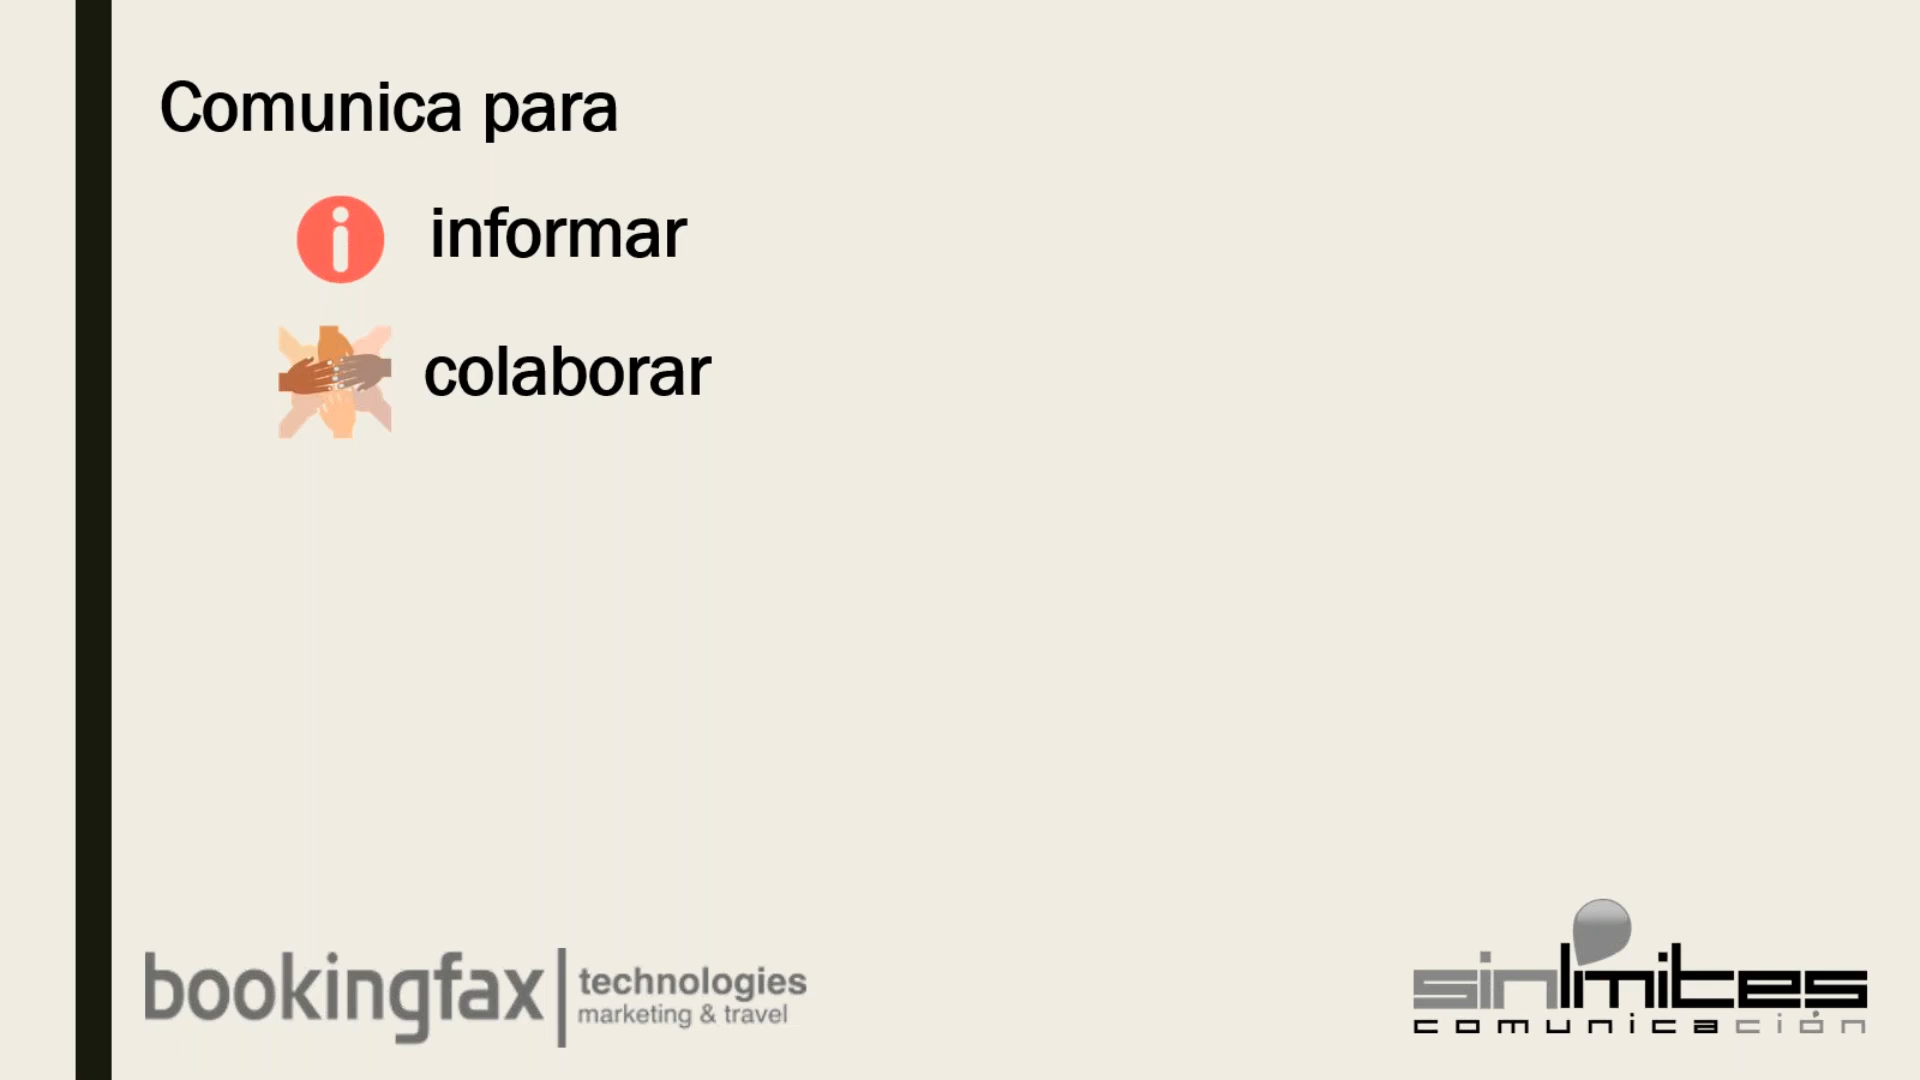 Comunica para
informar
colaborar
bookingfax
technologies
marketing & travel
sinlimites
comunicación